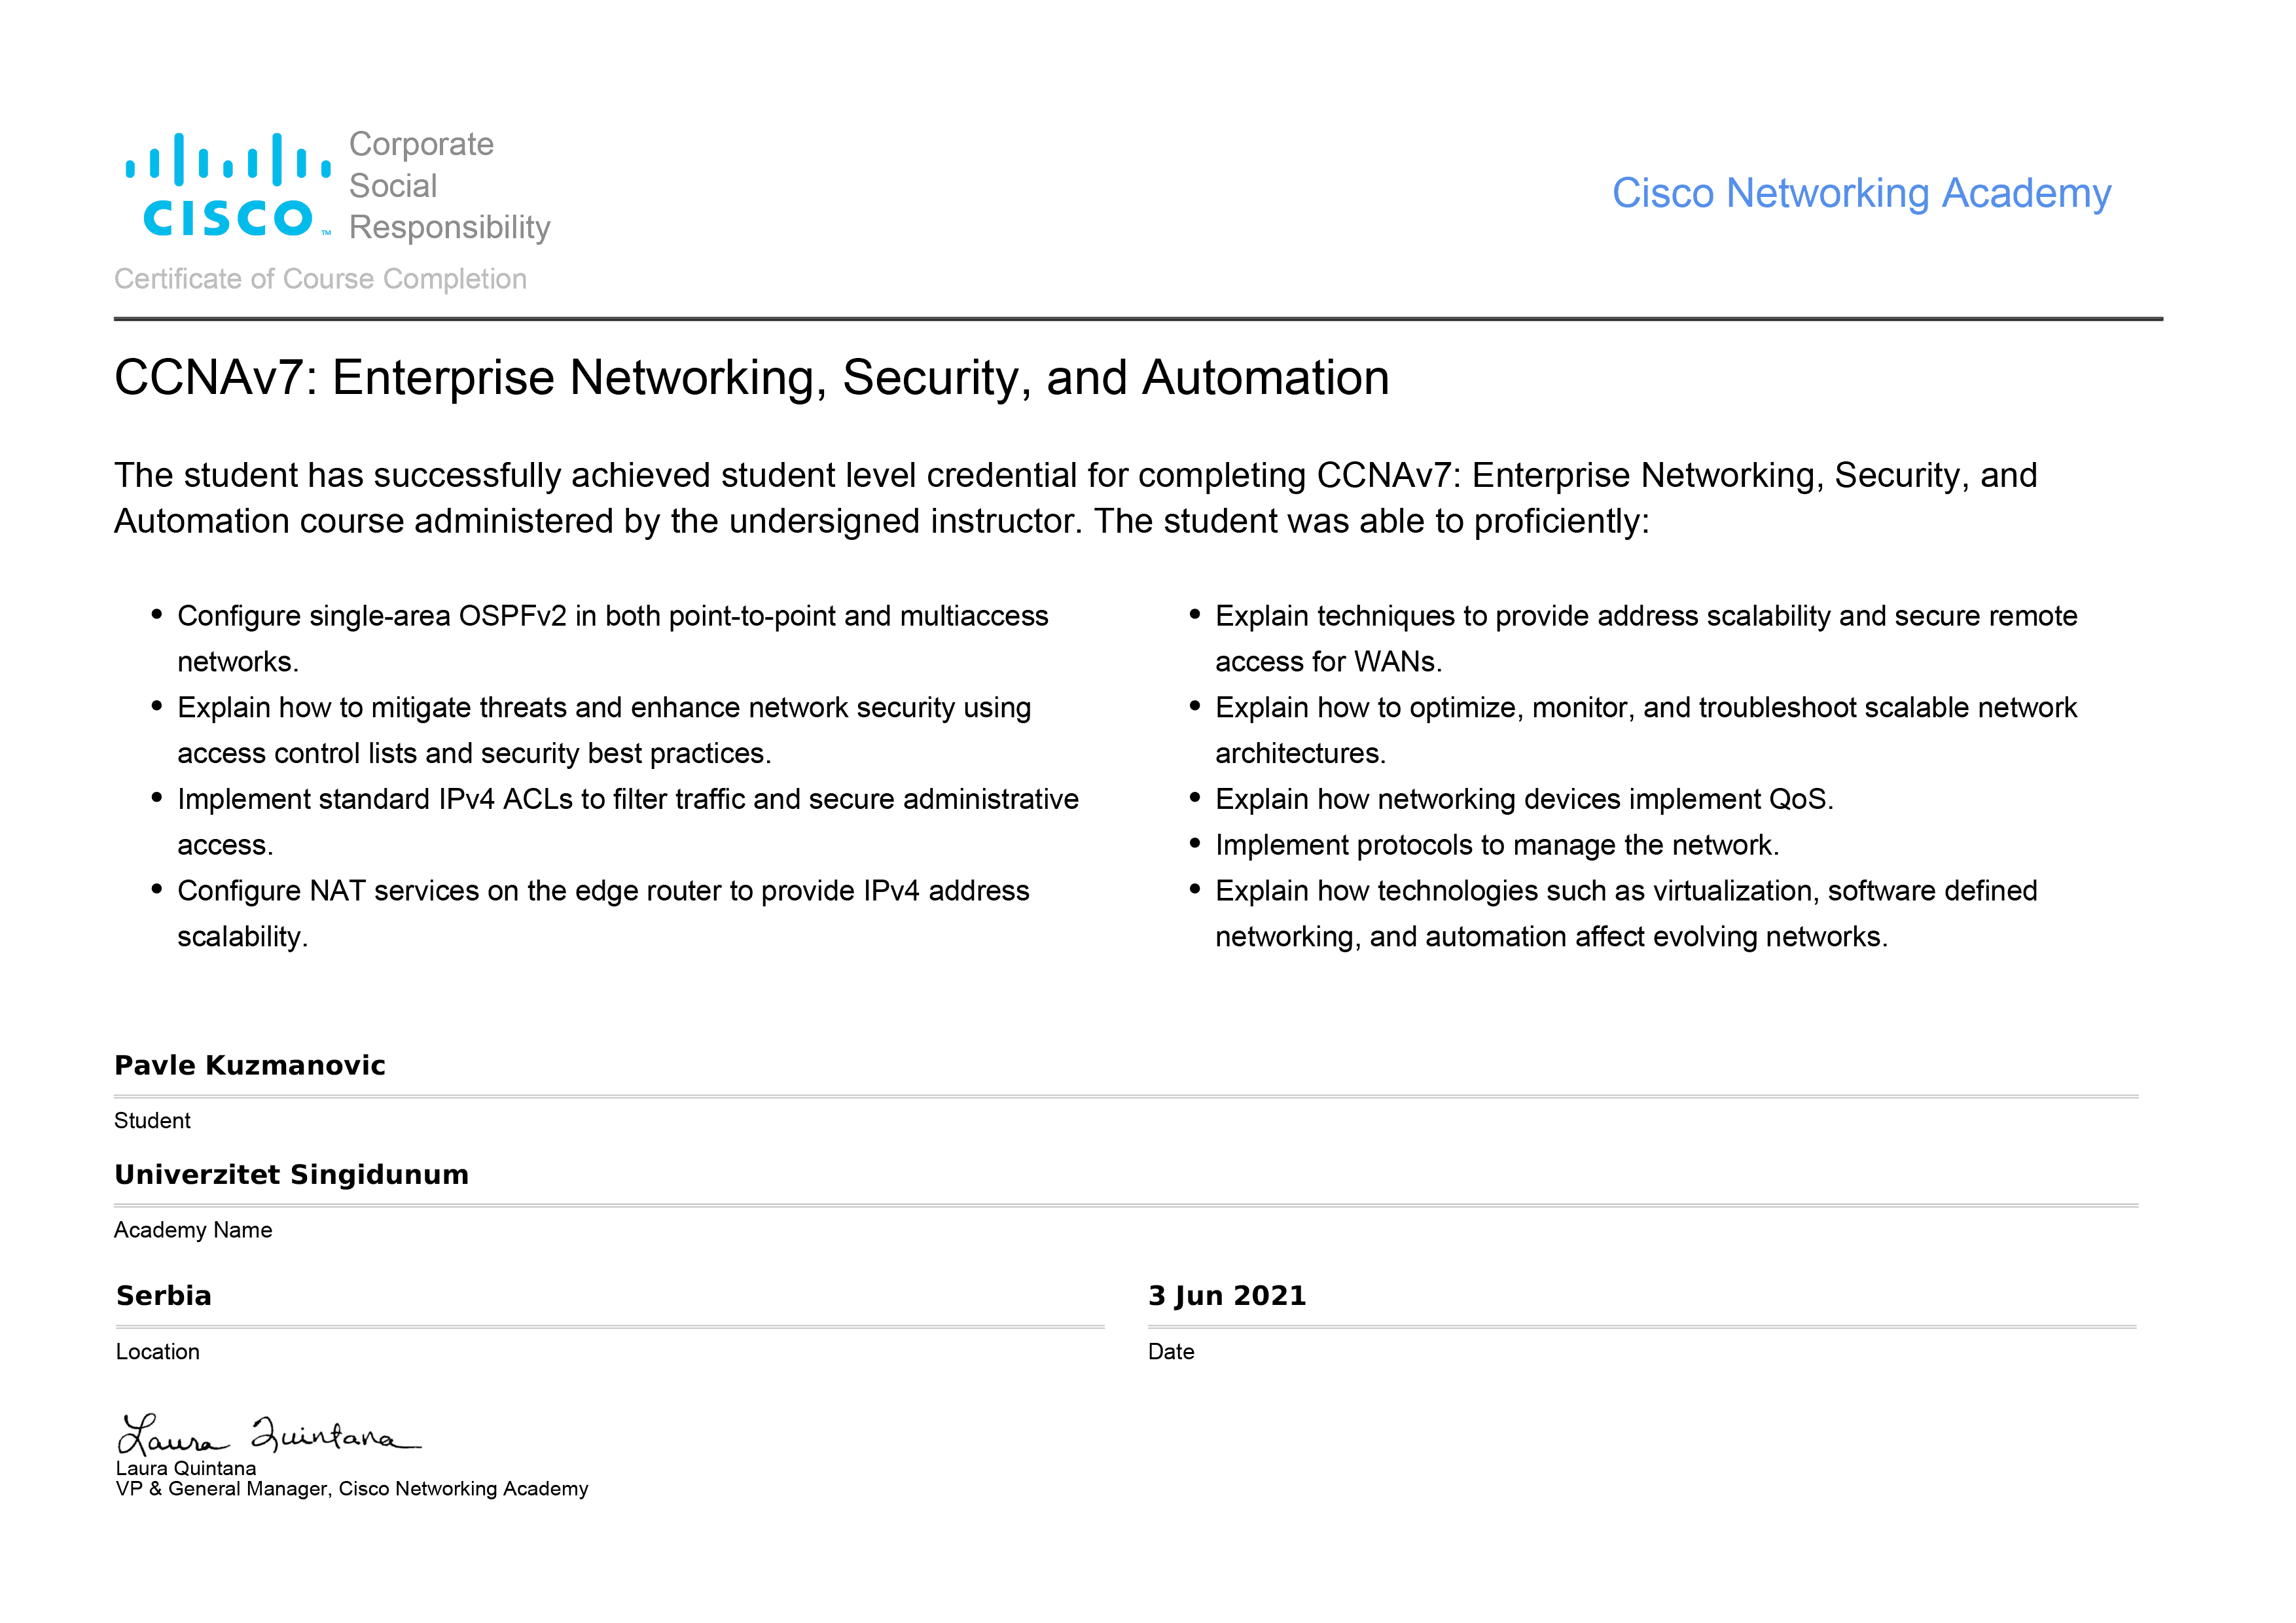 Corporate
Social
Responsibility
CISCO™
Cisco Networking Academy
Certificate of Course Completion
CCNAv7: Enterprise Networking, Security, and Automation
The student has successfully achieved student level credential for completing CCNAv7: Enterprise Networking, Security, and
Automation course administered by the undersigned instructor. The student was able to proficiently:
• Configure single-area OSPFv2 in both point-to-point and multiaccess
networks.
• Explain how to mitigate threats and enhance network security using
access control lists and security best practices.
• Implement standard IPv4 ACLs to filter traffic and secure administrative
access.
• Configure NAT services on the edge router to provide IPv4 address
scalability.
• Explain techniques to provide address scalability and secure remote
access for WANs.
• Explain how to optimize, monitor, and troubleshoot scalable network
architectures.
• Explain how networking devices implement QoS.
• Implement protocols to manage the network.
• Explain how technologies such as virtualization, software defined
networking, and automation affect evolving networks.
Pavle Kuzmanovic
Student
Univerzitet Singidunum
Academy Name
Serbia
Location
3 Jun 2021
Date
Laura Quintana
Laura Quintana
VP & General Manager, Cisco Networking Academy